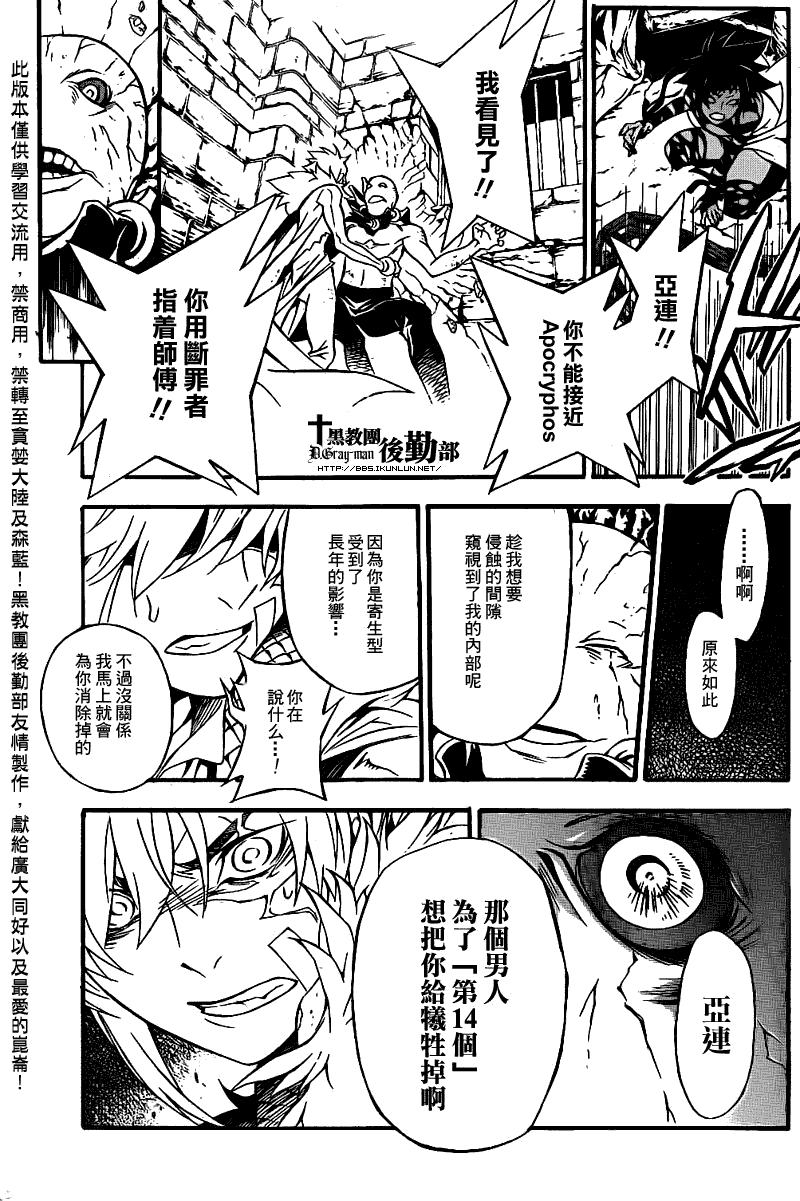 亞連!!
你不能接近
Apocryphos
我看見了!!
你用斷罪者
指着師傅!!
黑教團
D.Gray-man
後勤部
HTTP://BBS.IKUNLUN.NET/
……啊啊
原來如此
趁我想要
侵蝕的間隙
窺視到了我的內部呢
因為你是寄生型
受到了
長年的影響…
你在
說什么…!
不過沒關係
我馬上就會
為你消除掉的
亞連
那個男人
為了「第14個」
想把你給犧牲掉啊
此版本僅供學習交流用，禁商用，禁轉至貪婪大陸及森藍！黑教團後勤部友情製作，獻給廣大同好以及最愛的崑崙！